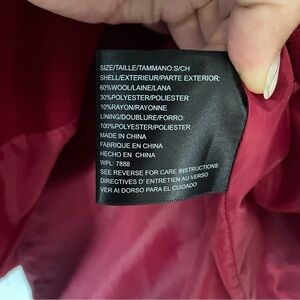 SIZE/TAILLE/TAMMANO:S/CH
SHELL/EXTERIEUR/PARTE EXTERIOR:
60%WOOL/LAINE/LANA
30%POLYESTER/POLIESTER
10%RAYON/RAYONNE
LINING/DOUBLURE/FORRO:
100%POLYESTER/POLIESTER
MADE IN CHINA
FABRIQUE EN CHINA
HECHO EN CHINA
WPL: 7888
SEE REVERSE FOR CARE INSTRUCTIONS
DIRECTIVES D' ENTRETIEN AU VERSO
VER AL DORSO PARA EL CUIDADO